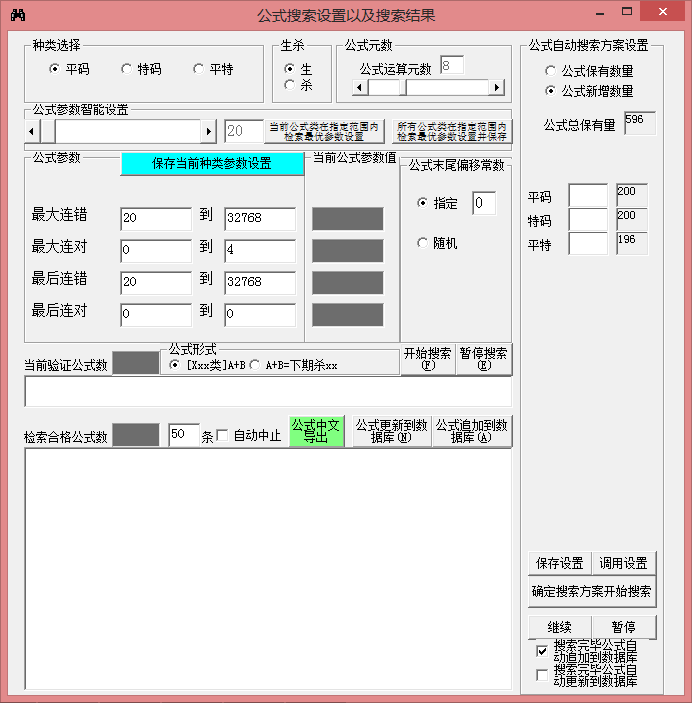 公式搜索设置以及搜索结果
种类选择
平码
特码
平特
生杀
生
杀
公式元数
公式运算元数
8
公式参数智能设置
20
当前公式类在指定范围内
检索最优参数设置
所有公式类在指定范围内
检索最优参数设置并保存
公式参数
保存当前种类参数设置
当前公式参数值
最大连错
20
到
32768
最大连对
0
到
4
最后连错
20
到
32768
最后连对
0
到
0
公式末尾偏移常数
指定
0
随机
当前验证公式数
公式形式
[Xxx类]A+B
A+B=下期杀xx
开始搜索
(F)
暂停搜索
(E)
检索合格公式数
50
条
自动中止
公式中文
导出
公式更新到数
据库(N)
公式追加到数
据库(A)
公式自动搜索方案设置
公式保有数量
公式新增数量
公式总保有量
596
平码
200
特码
200
平特
196
保存设置
调用设置
确定搜索方案开始搜索
继续
暂停
搜索完毕公式自
动追加到数据库
搜索完毕公式自
动更新到数据库